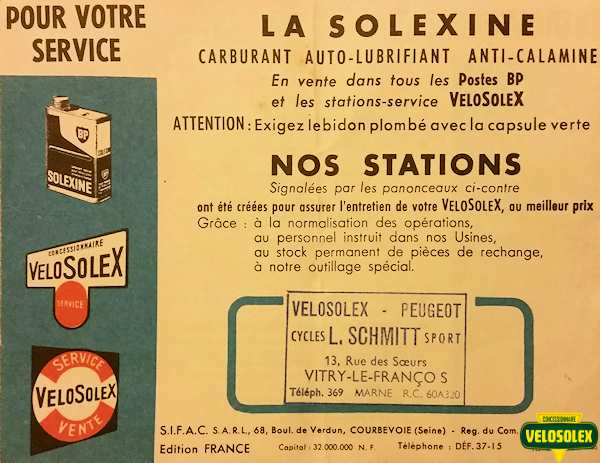 POUR VOTRE
SERVICE
BP
SOLEXINE
CONCESSIONNAIRE
VELOSOLEX
SERVICE
SERVICE
VELOSOLEX
VENTE
LA SOLEXINE
CARBURANT AUTO-LUBRIFIANT ANTI-CALAMINE
En vente dans tous les Postes BP
et les stations-service VELOSOLEX
ATTENTION: Exigez le bidon plombé avec la capsule verte
NOS STATIONS
Signalées par les panonceaux ci-contre
ont été créées pour assurer l'entretien de votre VELOSOLEX, au meilleur prix
Grâce : à la normalisation des opérations,
au personnel instruit dans nos Usines,
au stock permanent de pièces de rechange,
à notre outillage spécial.
VELOSOLEX - PEUGEOT
CYCLES L. SCHMITT SPORT
13, Rue des Sœurs
VITRY-LE-FRANÇO S
Téléph. 369 MARNE R.C. 60A320
S.I.F.A.C. S.A.R.L., 68, Boul. de Verdun, COURBEVOIE (Seine) - Reg. du Com.
Edition FRANCE Capital : 32.000.000 N. F. Téléphone : DÉF. 37-15
CONCESSIONNAIRE
VELOSOLEX